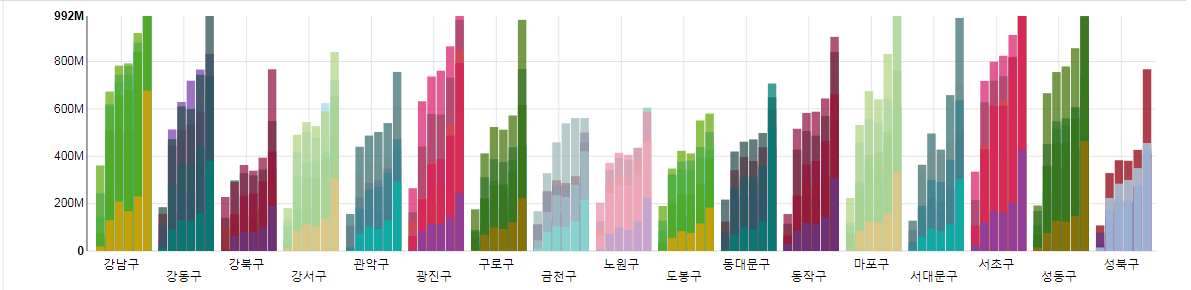 992M
800M
600M
400M
200M
0
강남구
강동구
강북구
강서구
관악구
광진구
구로구
금천구
노원구
도봉구
동대문구
동작구
마포구
서대문구
서초구
성동구
성북구